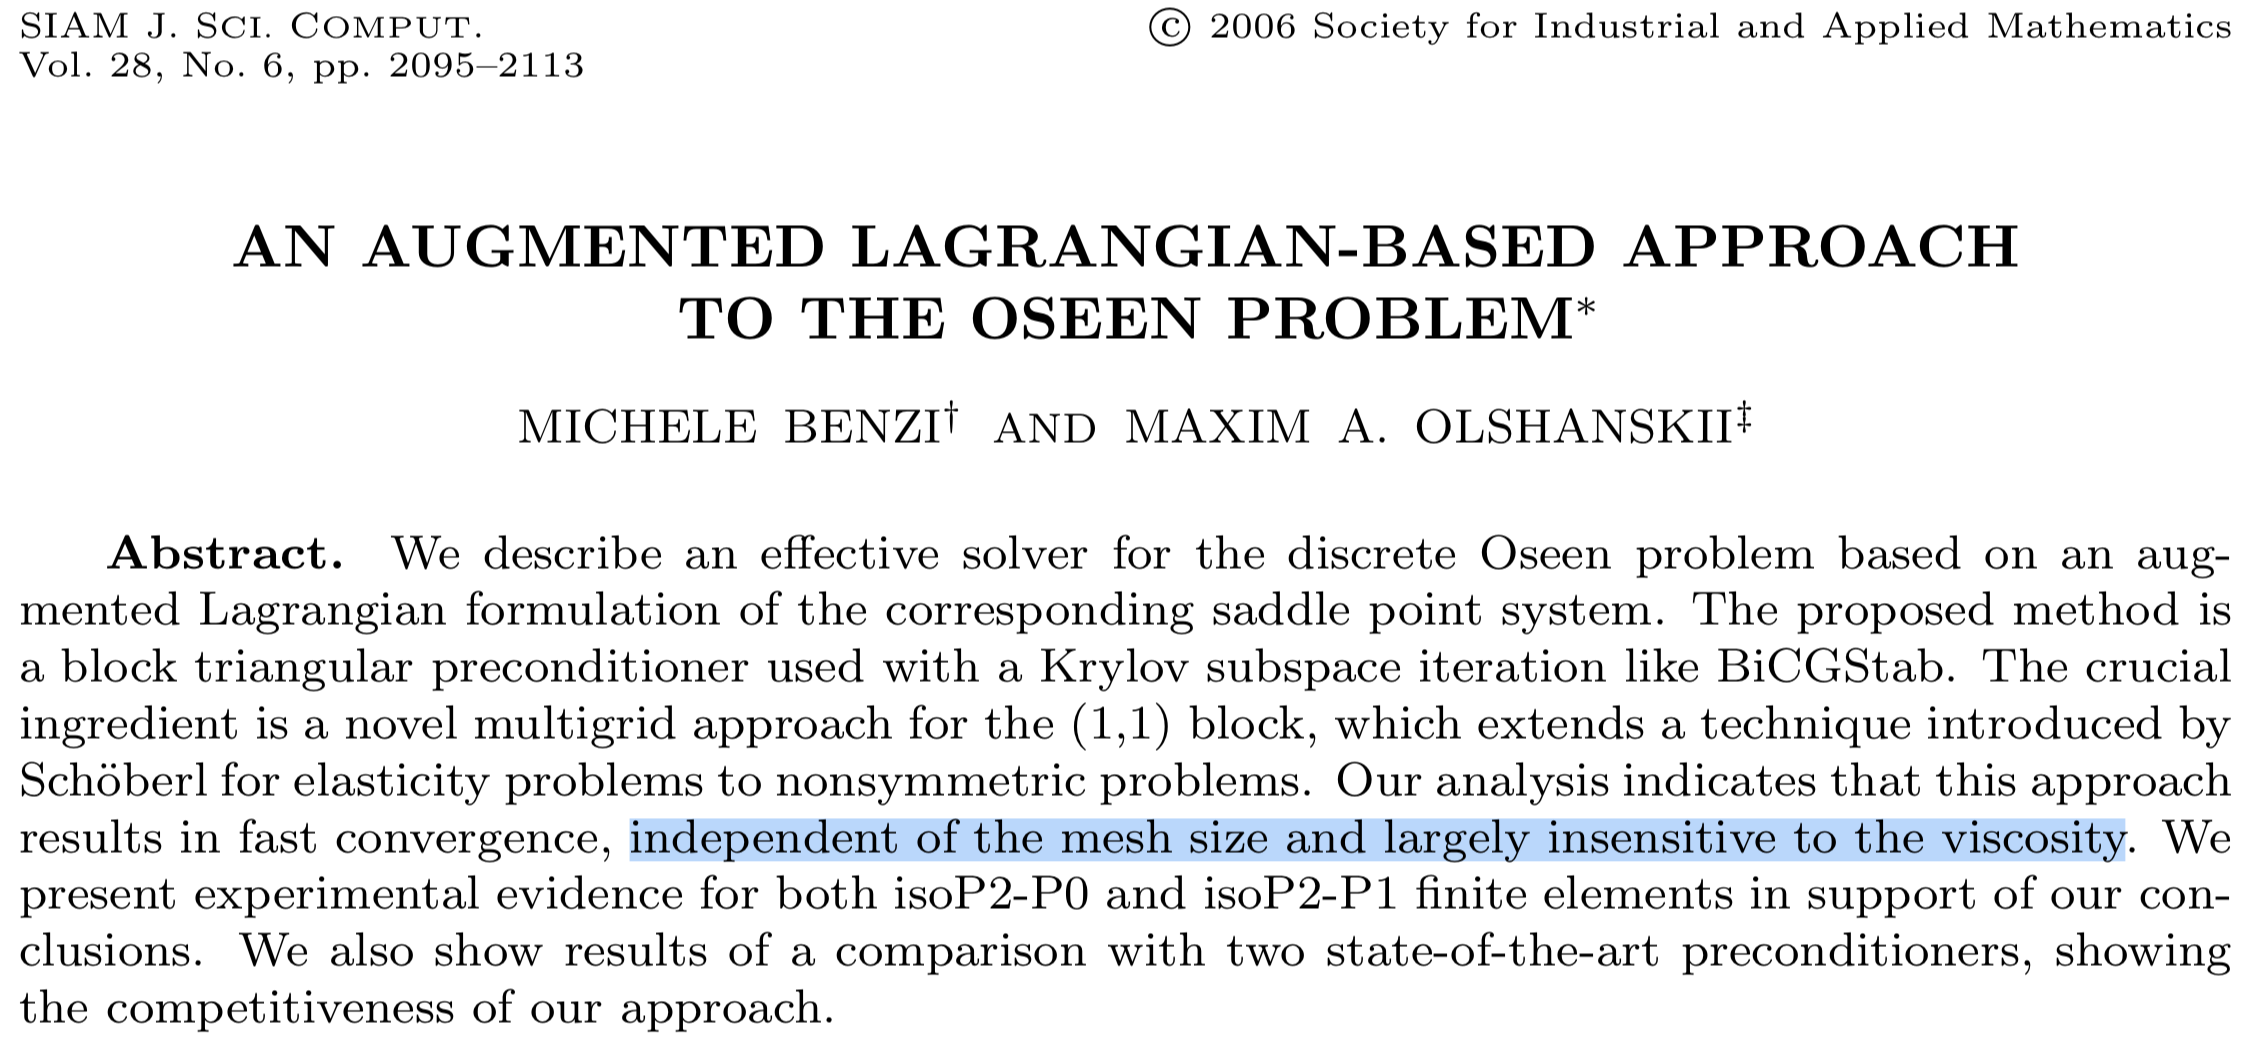 SIAM J. SCI. COMPUT.
Vol. 28, No. 6, pp. 2095–2113
© 2006 Society for Industrial and Applied Mathematics
AN AUGMENTED LAGRANGIAN-BASED APPROACH
TO THE OSEEN PROBLEM*
MICHELE BENZI† AND MAXIM A. OLSHANSKII‡
Abstract. We describe an effective solver for the discrete Oseen problem based on an aug-
mented Lagrangian formulation of the corresponding saddle point system. The proposed method is
a block triangular preconditioner used with a Krylov subspace iteration like BiCGStab. The crucial
ingredient is a novel multigrid approach for the (1,1) block, which extends a technique introduced by
Schöberl for elasticity problems to nonsymmetric problems. Our analysis indicates that this approach
results in fast convergence, independent of the mesh size and largely insensitive to the viscosity. We
present experimental evidence for both isoP2-P0 and isoP2-P1 finite elements in support of our con-
clusions. We also show results of a comparison with two state-of-the-art preconditioners, showing
the competitiveness of our approach.